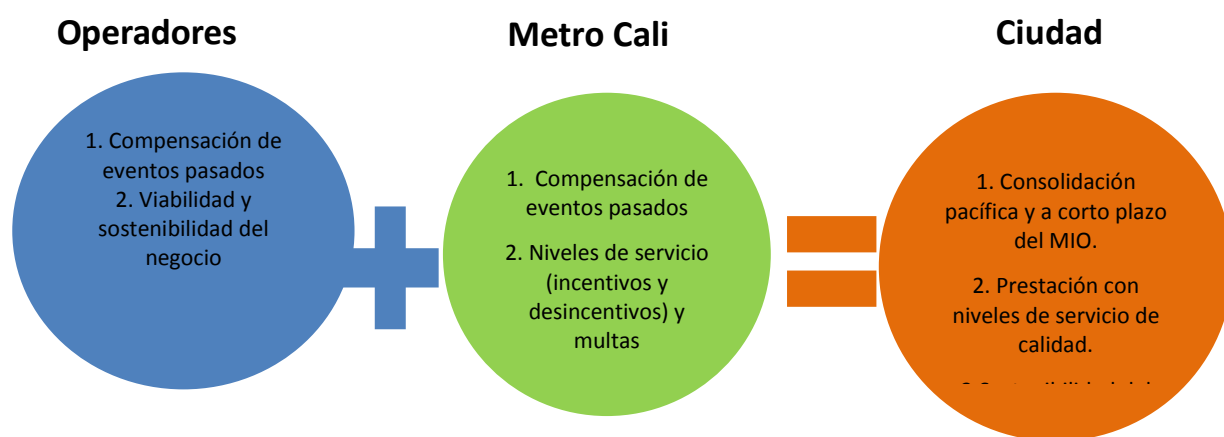 Operadores
Metro Cali
Ciudad
1. Compensación de
eventos pasados
2. Viabilidad y
sostenibilidad del
negocio
1. Compensación de
eventos pasados
2. Niveles de servicio
(incentivos y
desincentivos) y
multas
1. Consolidación
pacífica y a corto plazo
del MIO.
2. Prestación con
niveles de servicio de
calidad.